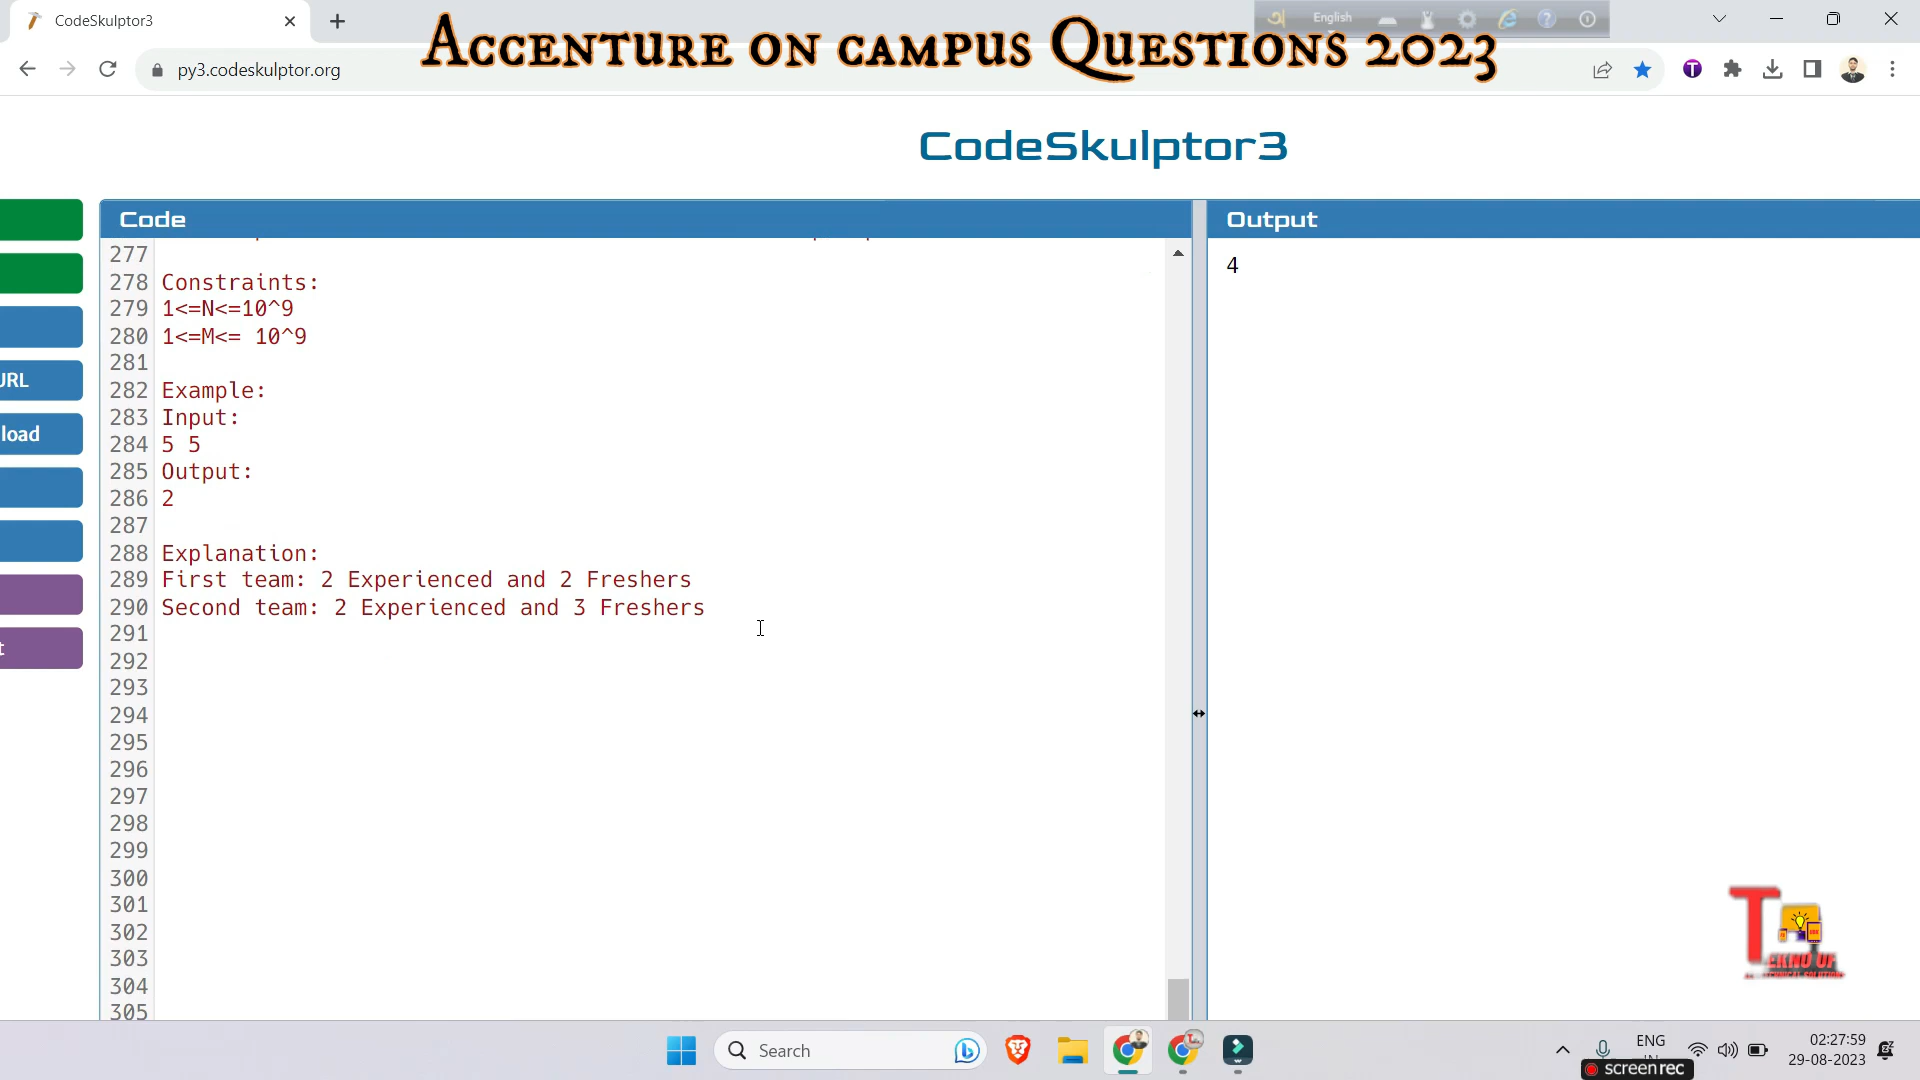 CodeSkulptor3
English
Accenture on campus Questions 2023
py3.codeskulptor.org
CodeSkulptor3
Code
Output
277
278 Constraints:
279 1<=N<=10^9
280 1<=M<= 10^9
281
282 Example:
283 Input:
284 5 5
285 Output:
286 2
287
288 Explanation:
289 First team: 2 Experienced and 2 Freshers
290 Second team: 2 Experienced and 3 Freshers
291
292
293
294
295
296
297
298
299
300
301
302
303
304
305
4
URL
load
t
TEKNO UF
Search
ENG
02:27:59
29-08-2023
screenrec